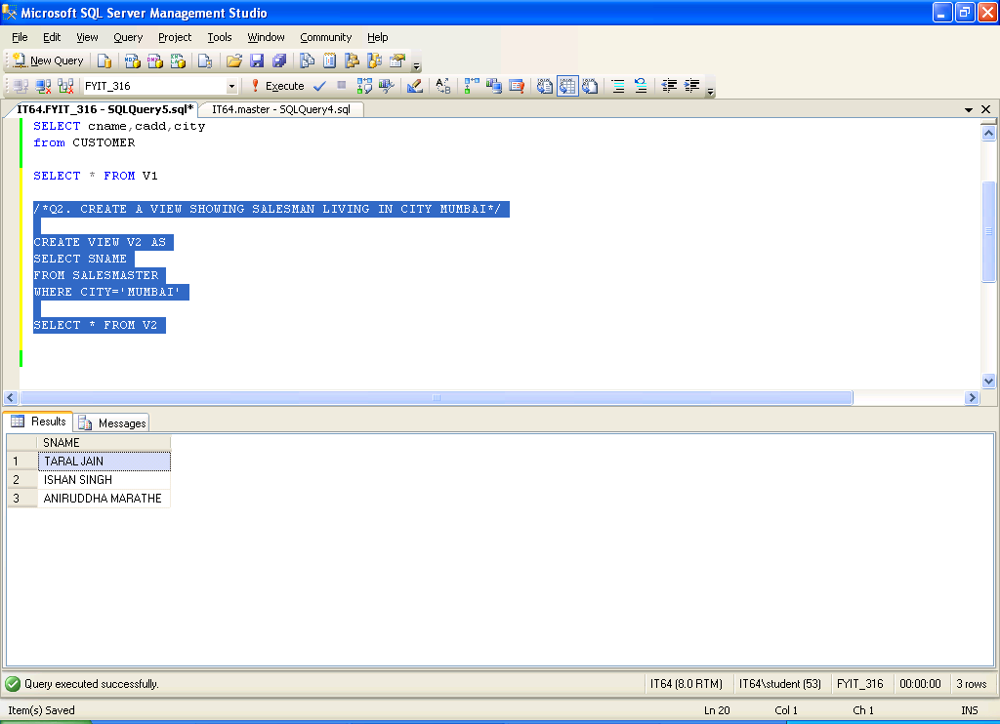 Microsoft SQL Server Management Studio
File Edit View Query Project Tools Window Community Help
New Query
FYIT_316 Execute
IT64.FYIT_316 - SQLQuery5.sql* IT64.master - SQLQuery4.sql
SELECT cname,cadd,city
from CUSTOMER
SELECT * FROM V1
/*Q2. CREATE A VIEW SHOWING SALESMAN LIVING IN CITY MUMBAI*/
CREATE VIEW V2 AS
SELECT SNAME
FROM SALESMASTER
WHERE CITY='MUMBAI'
SELECT * FROM V2
Results Messages
SNAME
1 TARAL JAIN
2 ISHAN SINGH
3 ANIRUDDHA MARATHE
Query executed successfully. IT64 (8.0 RTM) IT64\student (53) FYIT_316 00:00:00 3 rows
Item(s) Saved Ln 20 Col 1 Ch 1 INS